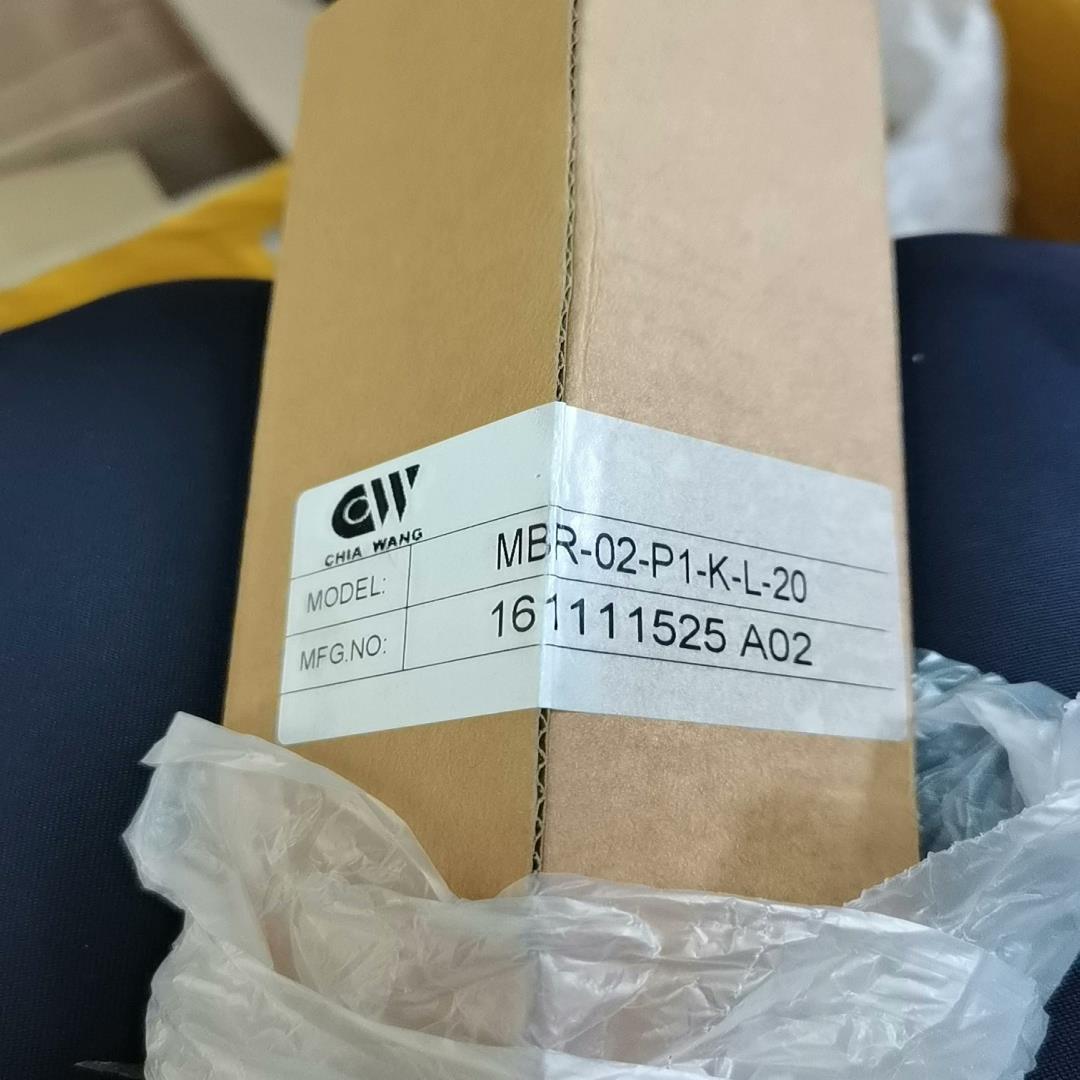 CW
CHIA WANG
MODEL: MBR-02-P1-K-L-20
MFG.NO: 161111525 A02